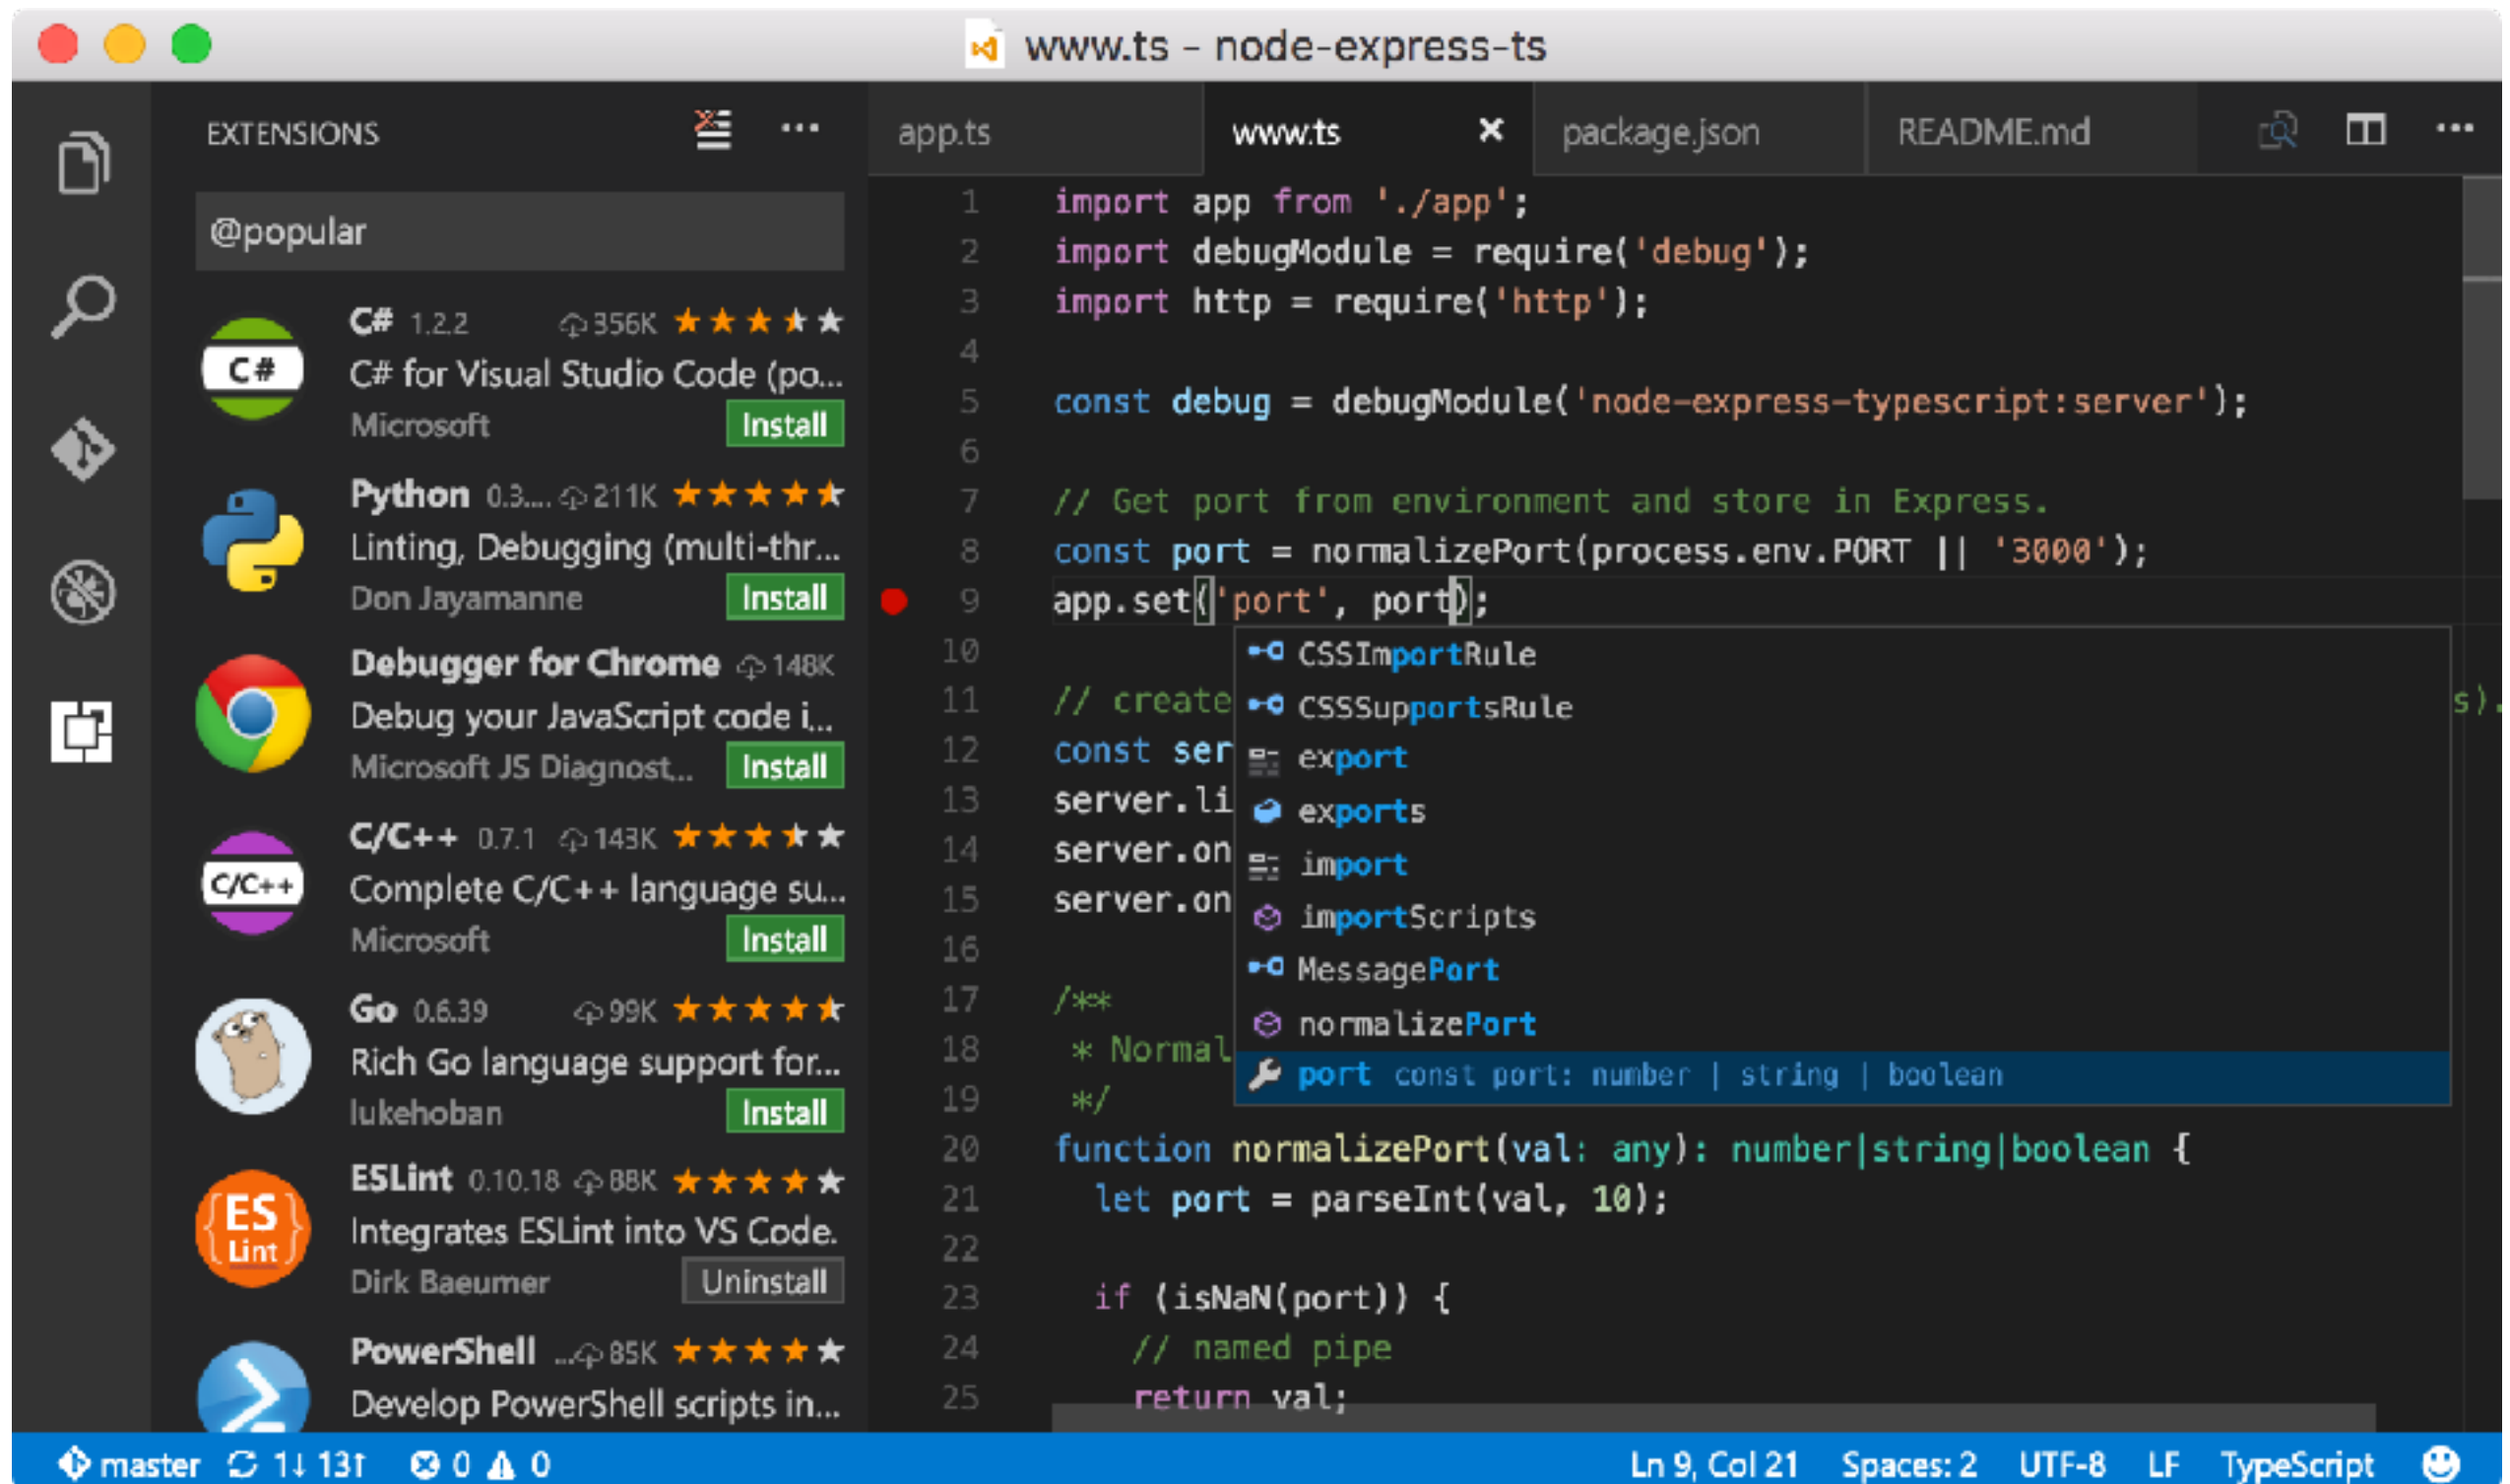 www.ts - node-express-ts
EXTENSIONS
@popular
C# 1.2.2 356K
C# for Visual Studio Code (po...
Microsoft Install
Python 0.3.... 211K
Linting, Debugging (multi-thr...
Don Jayamanne Install
Debugger for Chrome 148K
Debug your JavaScript code i...
Microsoft JS Diagnost... Install
C/C++ 0.7.1 143K
Complete C/C++ language su...
Microsoft Install
Go 0.6.39 99K
Rich Go language support for...
lukehoban Install
ESLint 0.10.18 88K
Integrates ESLint into VS Code.
Dirk Baeumer Uninstall
PowerShell ... 85K
Develop PowerShell scripts in...
C#
C/C++
{ES
Lint}
app.ts www.ts package.json README.md
1 import app from './app';
2 import debugModule = require('debug');
3 import http = require('http');
4
5 const debug = debugModule('node-express-typescript:server');
6
7 // Get port from environment and store in Express.
8 const port = normalizePort(process.env.PORT || '3000');
9 app.set('port', port);
10
11 // create s).
12 const ser
13 server.li
14 server.on
15 server.on
16
17 /**
18 * Normal
19 */
20 function normalizePort(val: any): number|string|boolean {
21 let port = parseInt(val, 10);
22
23 if (isNaN(port)) {
24 // named pipe
25 return val;
CSSImportRule
CSSSupportsRule
export
exports
import
importScripts
MessagePort
normalizePort
port const port: number | string | boolean
master 1↓ 13↑ 0 0 Ln 9, Col 21 Spaces: 2 UTF-8 LF TypeScript